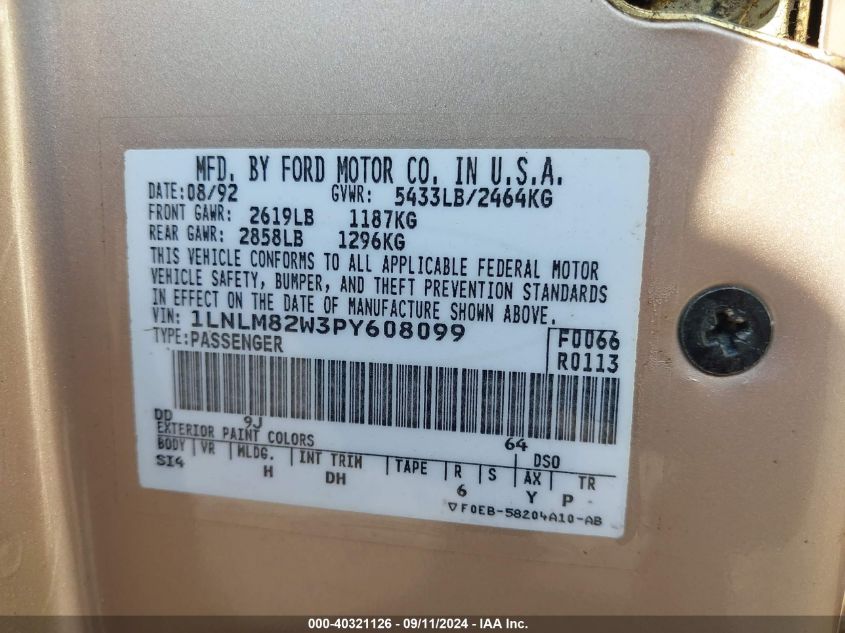 MFD. BY FORD MOTOR CO. IN U.S.A.
DATE: 08/92 GVWR: 5433LB/2464KG
FRONT GAWR: 2619LB 1187KG
REAR GAWR: 2858LB 1296KG
THIS VEHICLE CONFORMS TO ALL APPLICABLE FEDERAL MOTOR
VEHICLE SAFETY, BUMPER, AND THEFT PREVENTION STANDARDS
IN EFFECT ON THE DATE OF MANUFACTURE SHOWN ABOVE.
VIN: 1LNLM82W3PY608099
TYPE: PASSENGER
F0066
R0113
DD 9J 64
EXTERIOR PAINT COLORS DSO
BODY VR MLDG. INT TRIM TAPE R S AX TR
SI4 H DH 6 Y P
▽F0EB-58204A10-AB
000-40321126 - 09/11/2024 - IAA Inc.